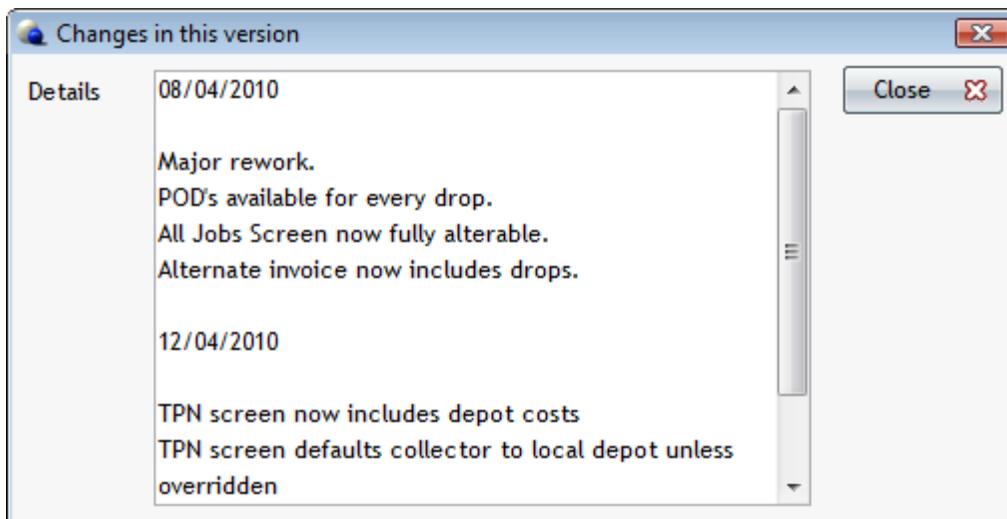 Changes in this version
Details
08/04/2010
Major rework.
POD's available for every drop.
All Jobs Screen now fully alterable.
Alternate invoice now includes drops.
12/04/2010
TPN screen now includes depot costs
TPN screen defaults collector to local depot unless
overridden
Close